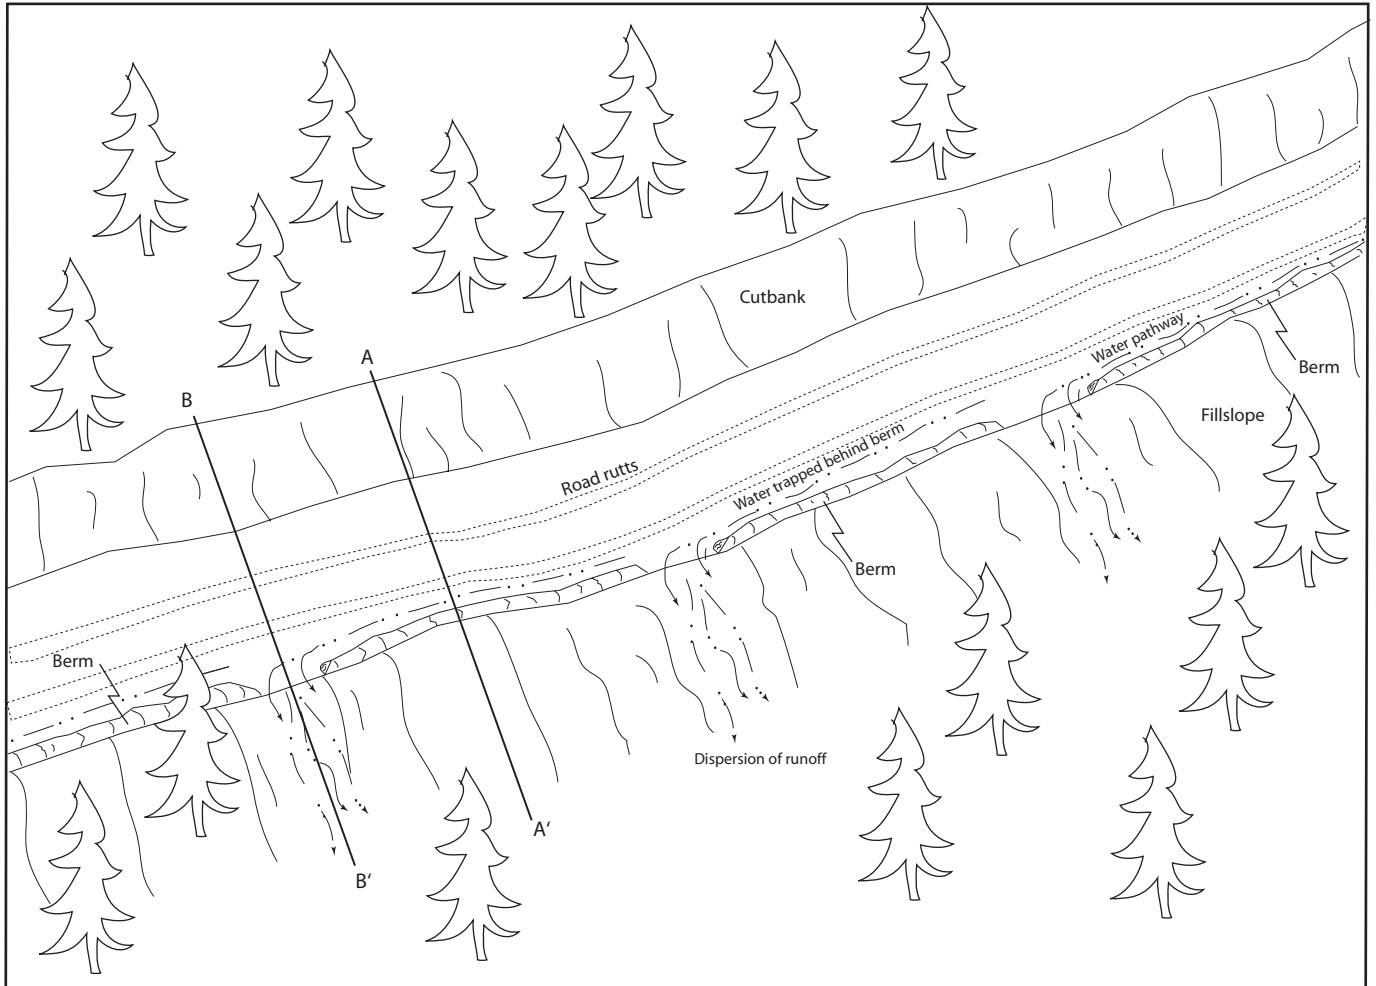 Cutbank
Water pathway
Berm
A
B
Fillslope
Road rutts
Water trapped behind berm
Berm
Berm
Dispersion of runoff
A'
B'